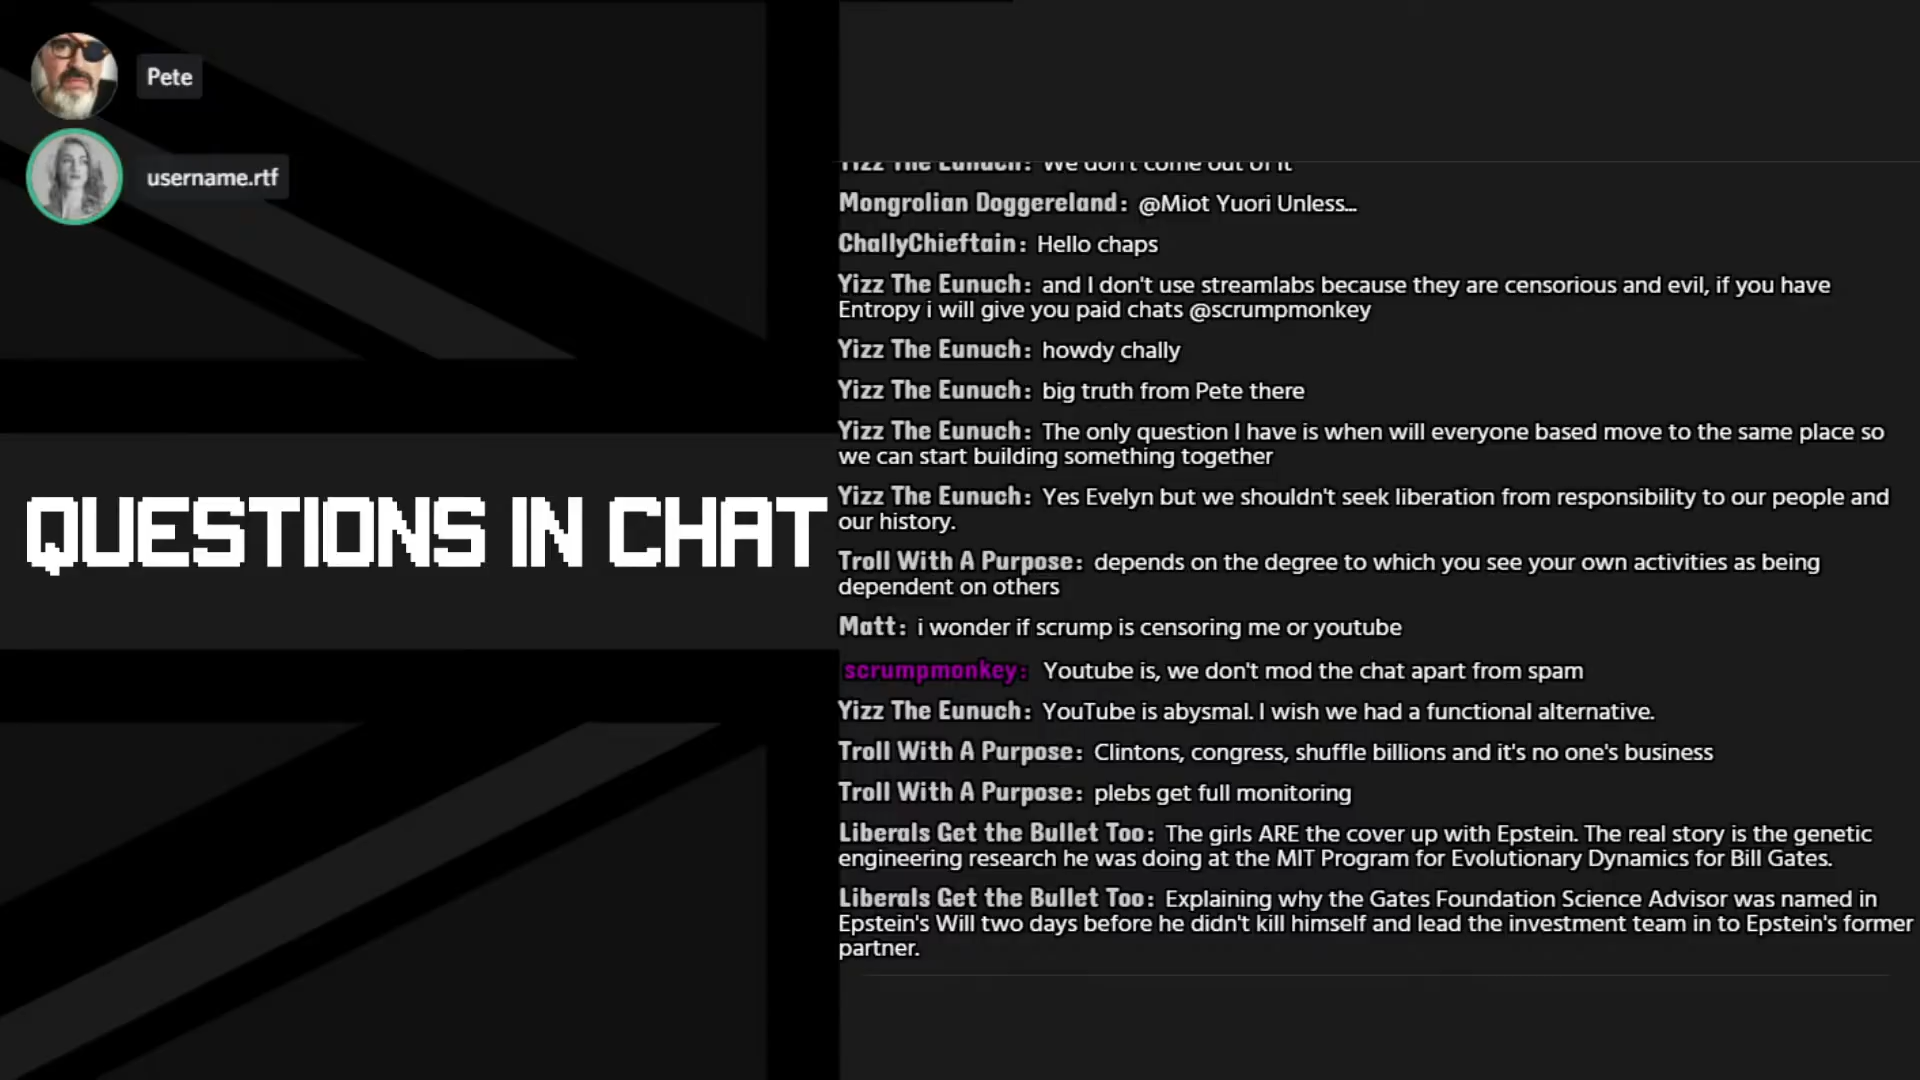 Pete
username.rtf
QUESTIONS IN CHAT
Yizz The Eunuch: We don't come out of it
Mongrolian Doggereland: @Miot Yuori Unless...
ChallyChieftain: Hello chaps
Yizz The Eunuch: and I don't use streamlabs because they are censorious and evil, if you have
Entropy i will give you paid chats @scrumpmonkey
Yizz The Eunuch: howdy chally
Yizz The Eunuch: big truth from Pete there
Yizz The Eunuch: The only question I have is when will everyone based move to the same place so
we can start building something together
Yizz The Eunuch: Yes Evelyn but we shouldn't seek liberation from responsibility to our people and
our history.
Troll With A Purpose: depends on the degree to which you see your own activities as being
dependent on others
Matt: i wonder if scrump is censoring me or youtube
scrumpmonkey: Youtube is, we don't mod the chat apart from spam
Yizz The Eunuch: YouTube is abysmal. I wish we had a functional alternative.
Troll With A Purpose: Clintons, congress, shuffle billions and it's no one's business
Troll With A Purpose: plebs get full monitoring
Liberals Get the Bullet Too: The girls ARE the cover up with Epstein. The real story is the genetic
engineering research he was doing at the MIT Program for Evolutionary Dynamics for Bill Gates.
Liberals Get the Bullet Too: Explaining why the Gates Foundation Science Advisor was named in
Epstein's Will two days before he didn't kill himself and lead the investment team in to Epstein's former
partner.